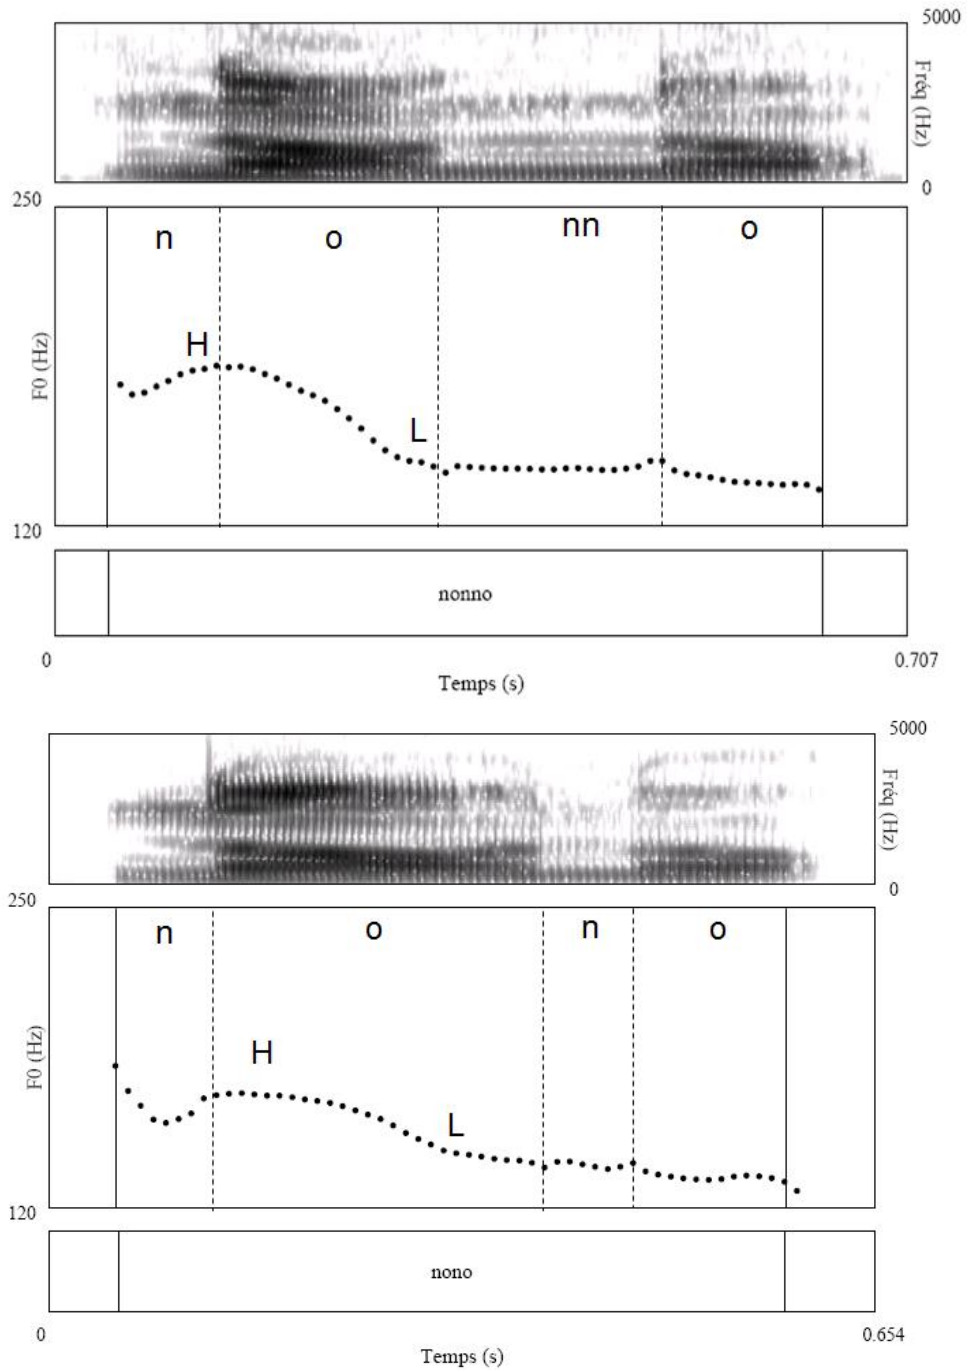 5000
Fréq (Hz)
0
250
n o nn o
H
F0 (Hz)
L
120
nonno
0 0.707
Temps (s)
5000
Fréq (Hz)
0
250
n o n o
H
F0 (Hz)
L
120
nono
0 0.654
Temps (s)